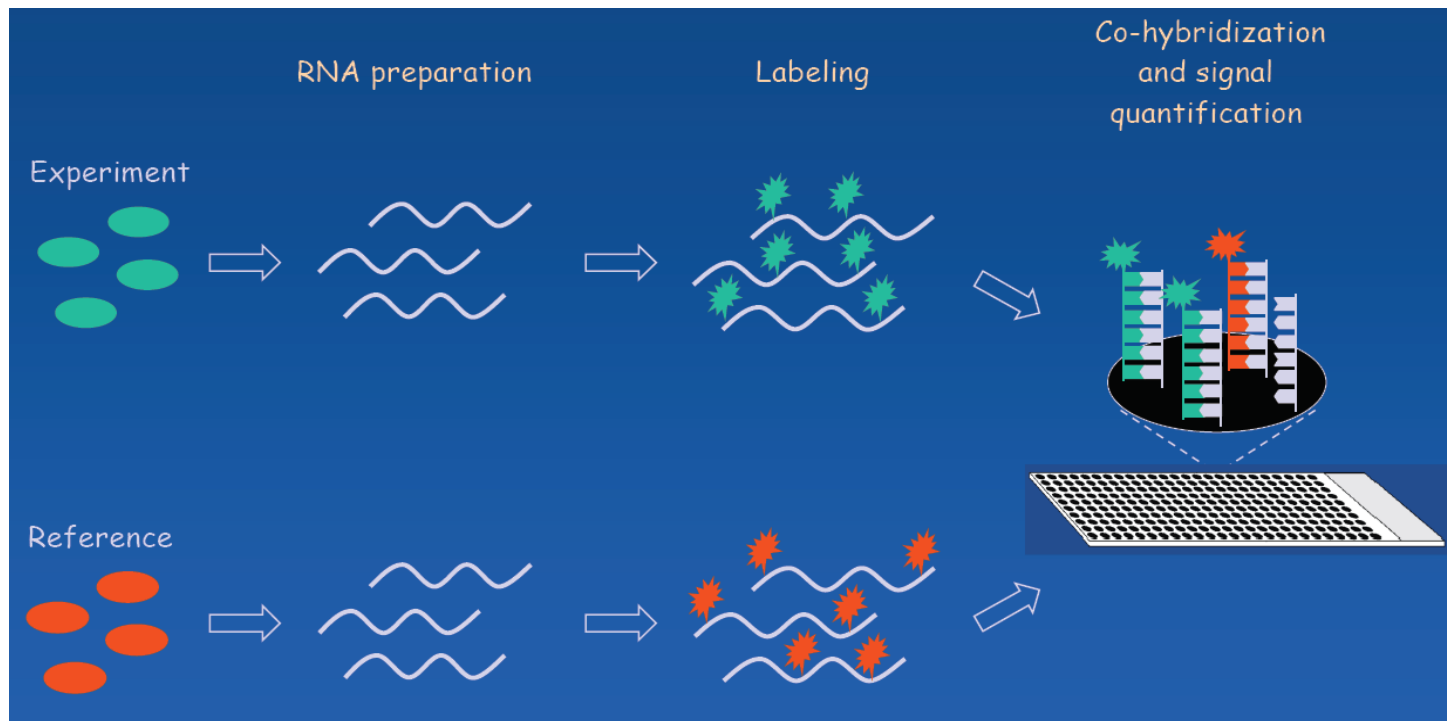 RNA preparation
Labeling
Co-hybridization
and signal
quantification
Experiment
Reference